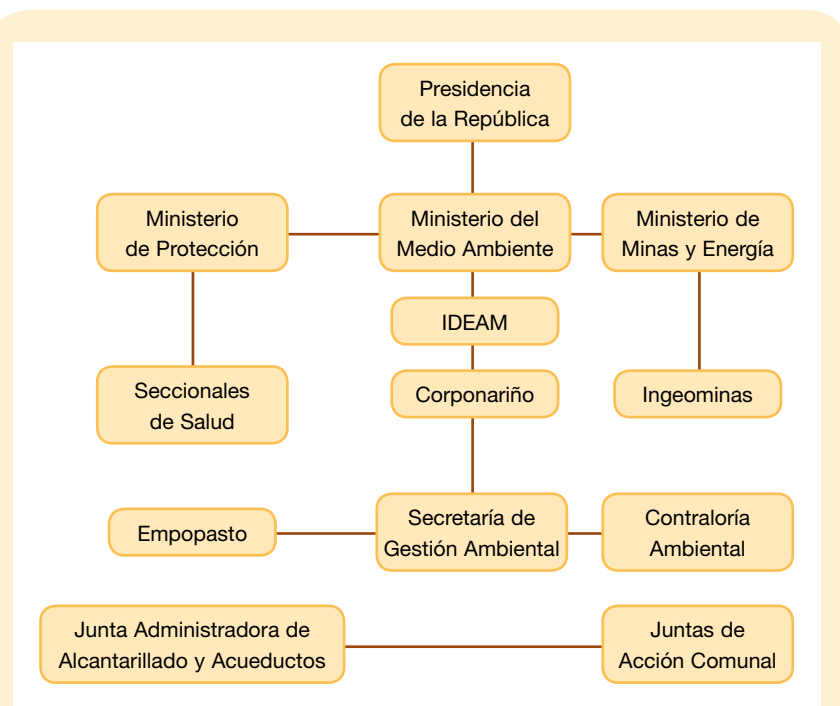 Presidencia
de la República
Ministerio
de Protección
Ministerio del
Medio Ambiente
Ministerio de
Minas y Energía
IDEAM
Seccionales
de Salud
Corponariño
Ingeominas
Empopasto
Secretaría de
Gestión Ambiental
Contraloría
Ambiental
Junta Administradora de
Alcantarillado y Acueductos
Juntas de
Acción Comunal